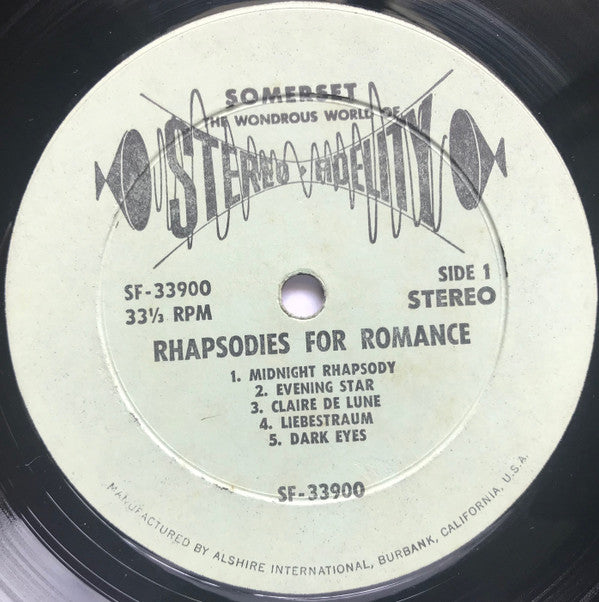 SOMERSET
THE WONDROUS WORLD OF
STEREO - FIDELITY
SF-33900
33⅓ RPM
SIDE 1
STEREO
RHAPSODIES FOR ROMANCE
1. MIDNIGHT RHAPSODY
2. EVENING STAR
3. CLAIRE DE LUNE
4. LIEBESTRAUM
5. DARK EYES
SF-33900
MANUFACTURED BY ALSHIRE INTERNATIONAL, BURBANK, CALIFORNIA, U.S.A.